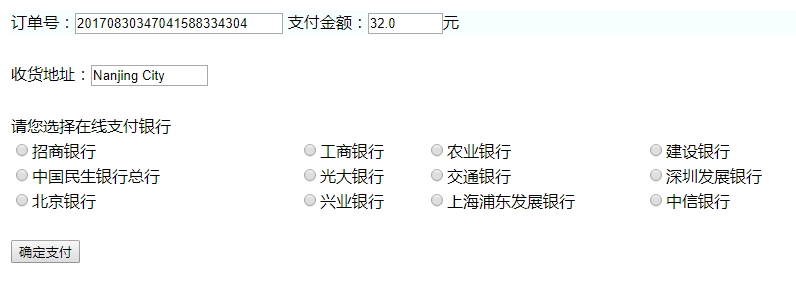 订单号：20170830347041588334304 支付金额：32.0元
收货地址：Nanjing City
请您选择在线支付银行
招商银行 工商银行 农业银行 建设银行
中国民生银行总行 光大银行 交通银行 深圳发展银行
北京银行 兴业银行 上海浦东发展银行 中信银行
确定支付